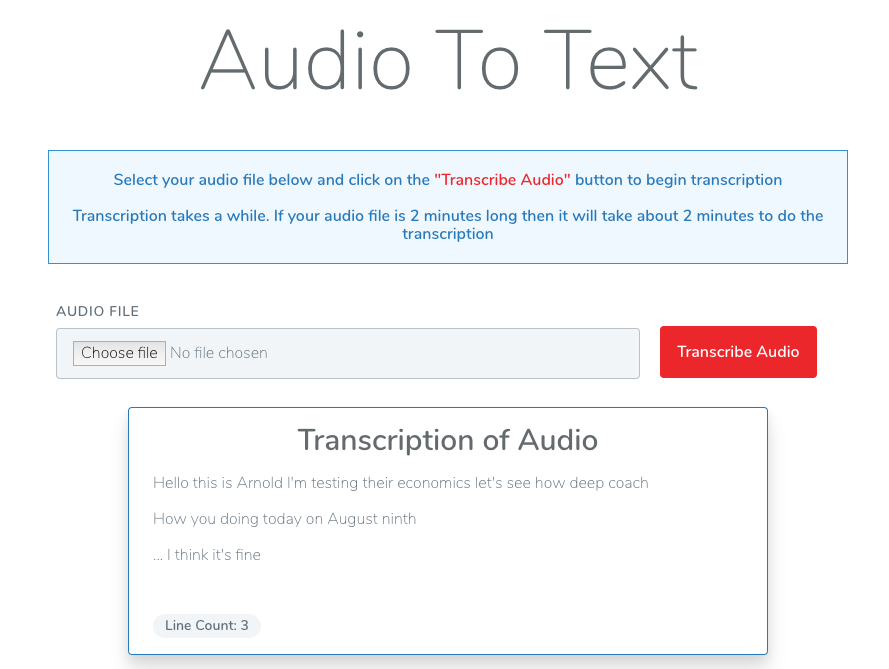 Audio To Text
Select your audio file below and click on the "Transcribe Audio" button to begin transcription
Transcription takes a while. If your audio file is 2 minutes long then it will take about 2 minutes to do the
transcription
AUDIO FILE
Choose file No file chosen
Transcribe Audio
Transcription of Audio
Hello this is Arnold I'm testing their economics let's see how deep coach
How you doing today on August ninth
... I think it's fine
Line Count: 3